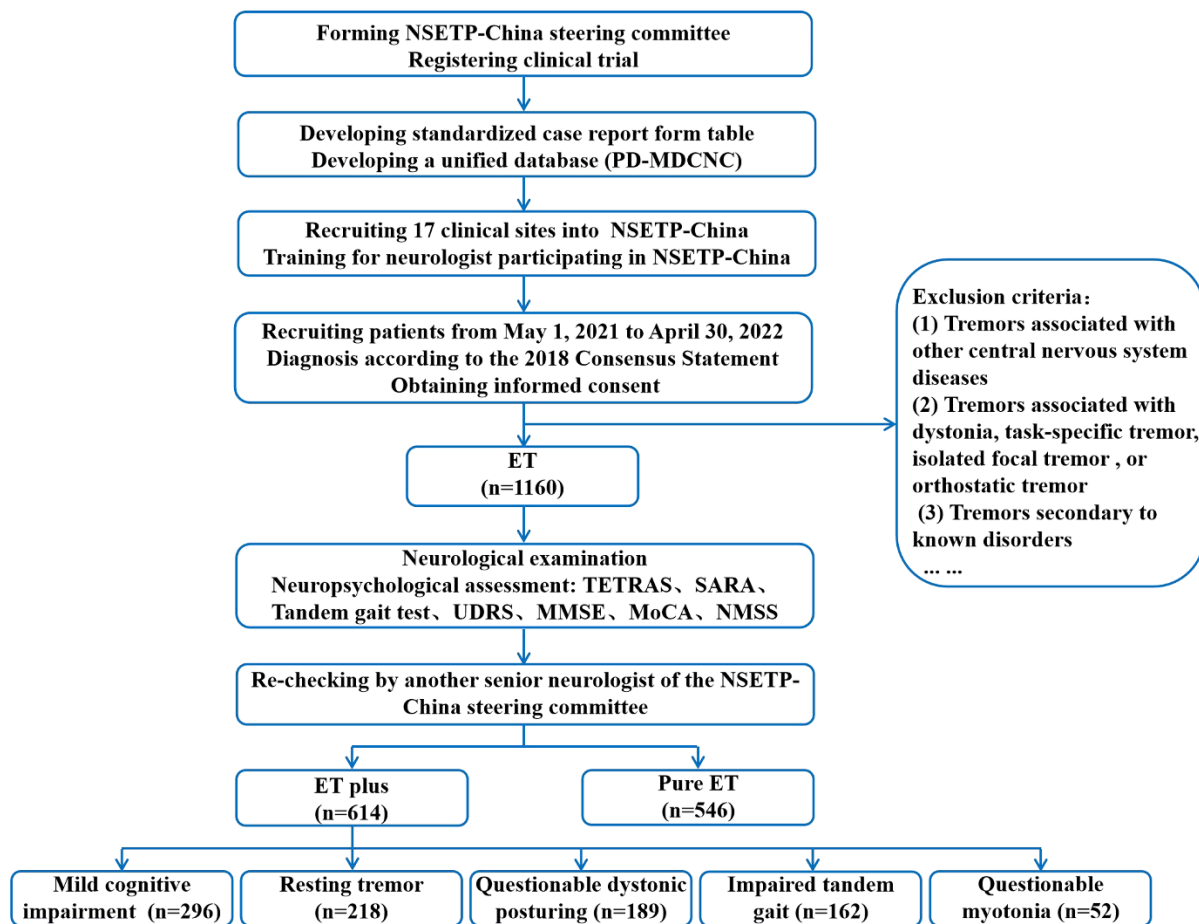 Forming NSETP-China steering committee
Registering clinical trial
Developing standardized case report form table
Developing a unified database (PD-MDCNC)
Recruiting 17 clinical sites into NSETP-China
Training for neurologist participating in NSETP-China
Recruiting patients from May 1, 2021 to April 30, 2022
Diagnosis according to the 2018 Consensus Statement
Obtaining informed consent
Exclusion criteria：
(1) Tremors associated with
other central nervous system
diseases
(2) Tremors associated with
dystonia, task-specific tremor,
isolated focal tremor , or
orthostatic tremor
(3) Tremors secondary to
known disorders
... ...
ET
(n=1160)
Neurological examination
Neuropsychological assessment: TETRAS、SARA、
Tandem gait test、UDRS、MMSE、MoCA、NMSS
Re-checking by another senior neurologist of the NSETP-
China steering committee
ET plus
(n=614)
Pure ET
(n=546)
Mild cognitive
impairment (n=296)
Resting tremor
(n=218)
Questionable dystonic
posturing (n=189)
Impaired tandem
gait (n=162)
Questionable
myotonia (n=52)